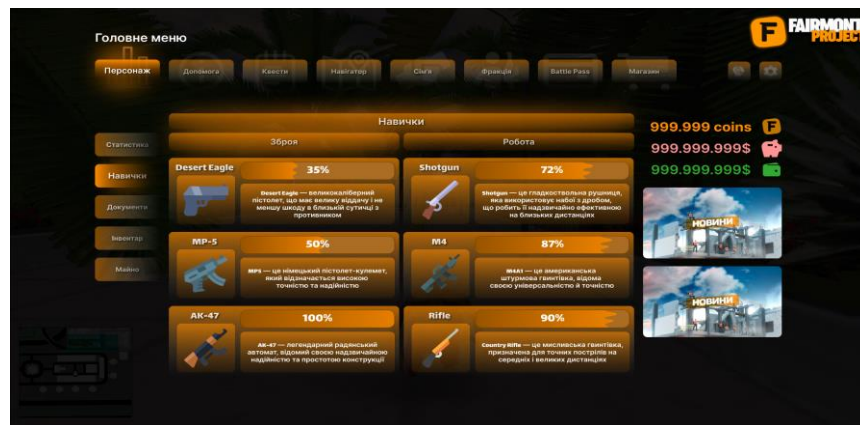 Головне меню
FAIRMONT
PROJECT
Персонаж
Допомога
Квести
Навігатор
Сім'я
Фракція
Battle Pass
Магазин
Навички
Зброя
Робота
999.999 coins
999.999.999$
999.999.999$
Статистика
Навички
Документи
Інвентар
Майно
Desert Eagle
35%
Desert Eagle — великокаліберний
пістолет, що має велику віддачу і не
меншу шкоду в близькій сутичці з
противником
Shotgun
72%
Shotgun — це гладкоствольна рушниця,
яка використовує набої з дробом,
що робить її надзвичайно ефективною
на близьких дистанціях
MP-5
50%
MP5 — це німецький пістолет-кулемет,
який відзначається високою
точністю та надійністю
M4
87%
M4A1 — це американська
штурмова гвинтівка, відома
своєю універсальністю й точністю
AK-47
100%
AK-47 — легендарний радянський
автомат, відомий своєю надзвичайною
надійністю та простотою конструкції
Rifle
90%
Country Rifle — це мисливська гвинтівка,
призначена для точних пострілів на
середніх і великих дистанціях
НОВИНИ
НОВИНИ